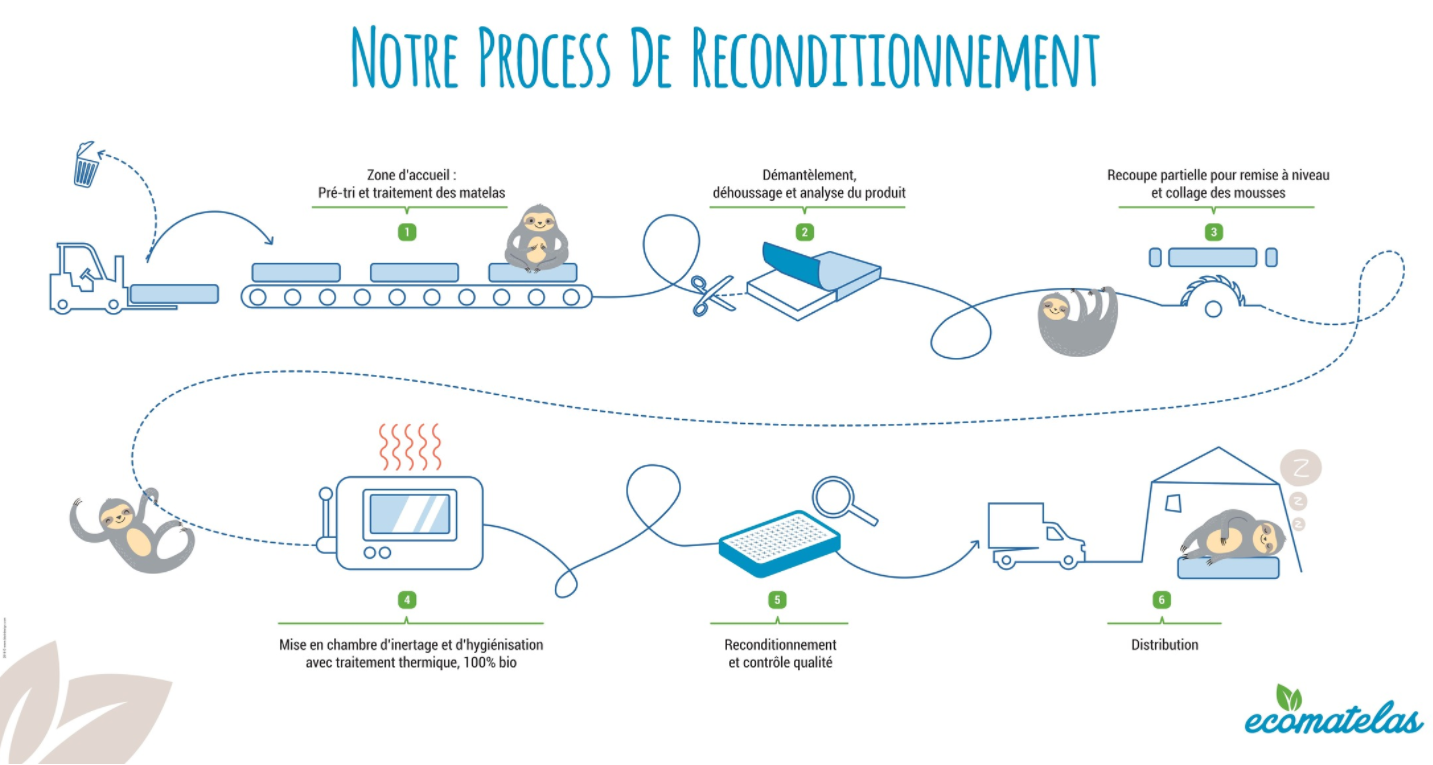 NOTRE PROCESS DE RECONDITIONNEMENT
Zone d'accueil :
Pré-tri et traitement des matelas
1
Démantèlement,
déhoussage et analyse du produit
2
Recoupe partielle pour remise à niveau
et collage des mousses
3
4
Mise en chambre d'inertage et d'hygiénisation
avec traitement thermique, 100% bio
5
Reconditionnement
et contrôle qualité
Z
z
z
6
Distribution
ecomatelas